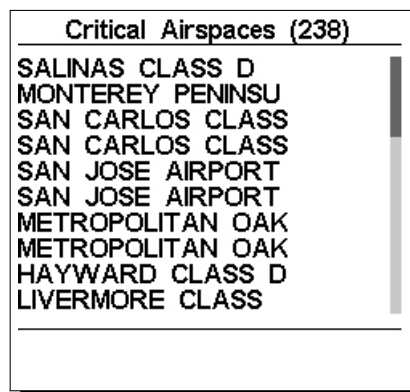 Critical Airspaces (238)
SALINAS CLASS D
MONTEREY PENINSU
SAN CARLOS CLASS
SAN CARLOS CLASS
SAN JOSE AIRPORT
SAN JOSE AIRPORT
METROPOLITAN OAK
METROPOLITAN OAK
HAYWARD CLASS D
LIVERMORE CLASS